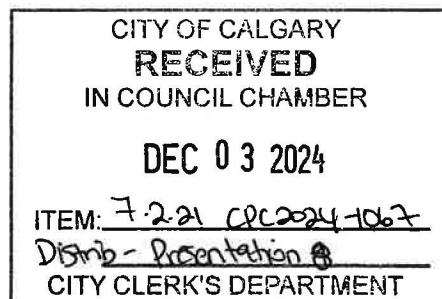 CITY OF CALGARY
RECEIVED
IN COUNCIL CHAMBER
DEC 03 2024
ITEM: 7.2.21 CPC2024-1067
Distrib - Presentation
CITY CLERK'S DEPARTMENT